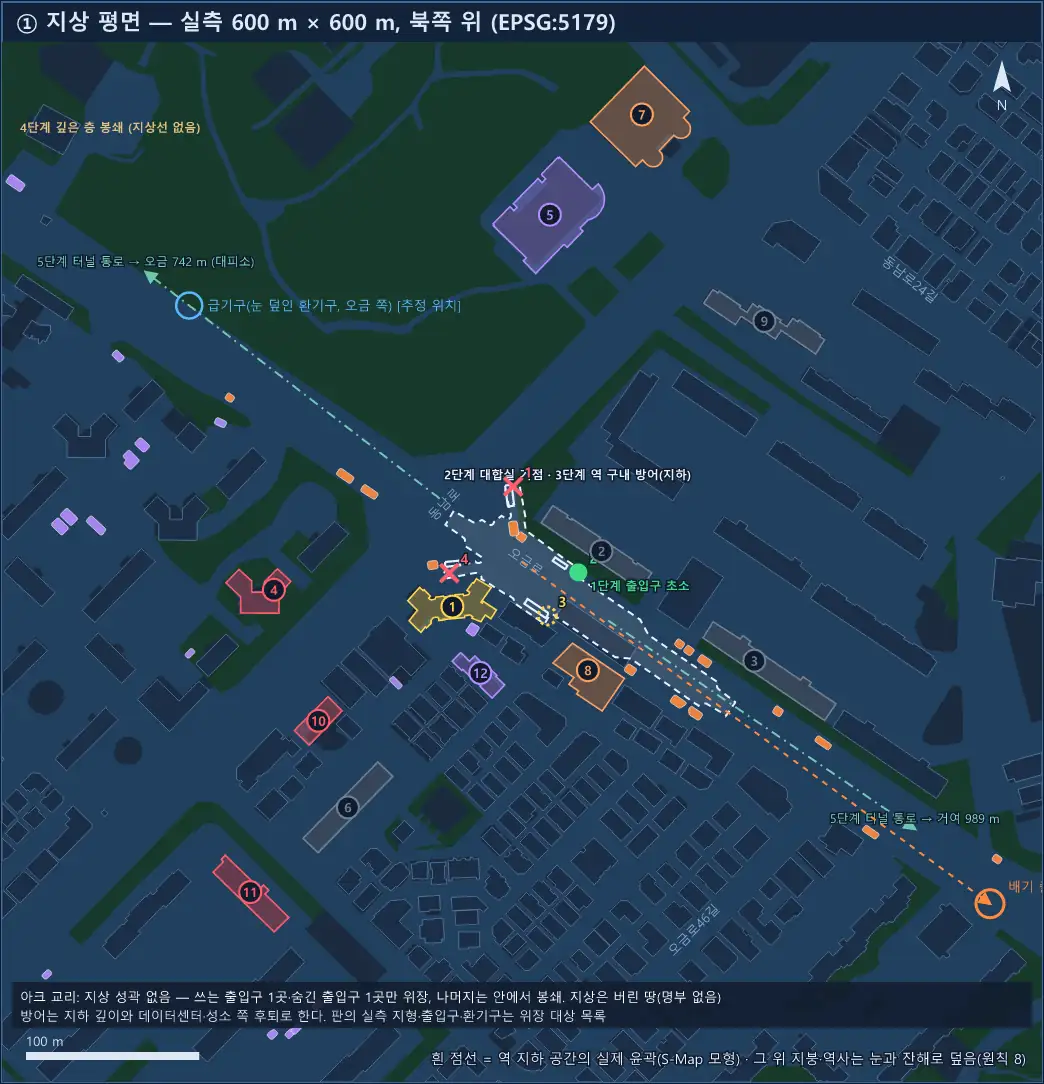 ① 지상 평면 — 실측 600 m × 600 m, 북쪽 위 (EPSG:5179)
N
7
4단계 깊은 층 봉쇄 (지상선 없음)
5
5단계 터널 통로 → 오금 742 m (대피소)
동남로24길
급기구(눈 덮인 환기구, 오금 쪽) [추정 위치]
9
1
2단계 대합실 거점 · 3단계 역 구내 방어(지하)
오금로
2
4
2
1단계 출입구 초소
4
1
3
3
8
12
10
6
5단계 터널 통로 → 거여 989 m
배기
11
오금로46길
아크 교리: 지상 성곽 없음 — 쓰는 출입구 1곳·숨긴 출입구 1곳만 위장, 나머지는 안에서 봉쇄. 지상은 버린 땅(명부 없음)
방어는 지하 깊이와 데이터센터·성소 쪽 후퇴로 한다. 판의 실측 지형·출입구·환기구는 위장 대상 목록
100 m
흰 점선 = 역 지하 공간의 실제 윤곽(S-Map 모형) · 그 위 지붕·역사는 눈과 잔해로 덮음(원칙 8)